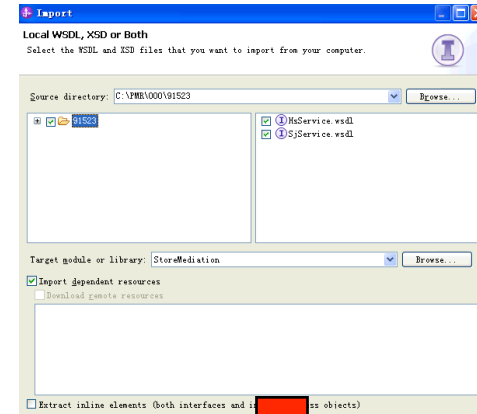 Import
Local WSDL, XSD or Both
Select the WSDL and XSD files that you want to import from your computer.
Source directory: C:\PMR\000\91523 Browse...
91523
HsService.wsdl
SjService.wsdl
Target module or library: StoreMediation Browse...
Import dependent resources
Download remote resources
Extract inline elements (both interfaces and objects)